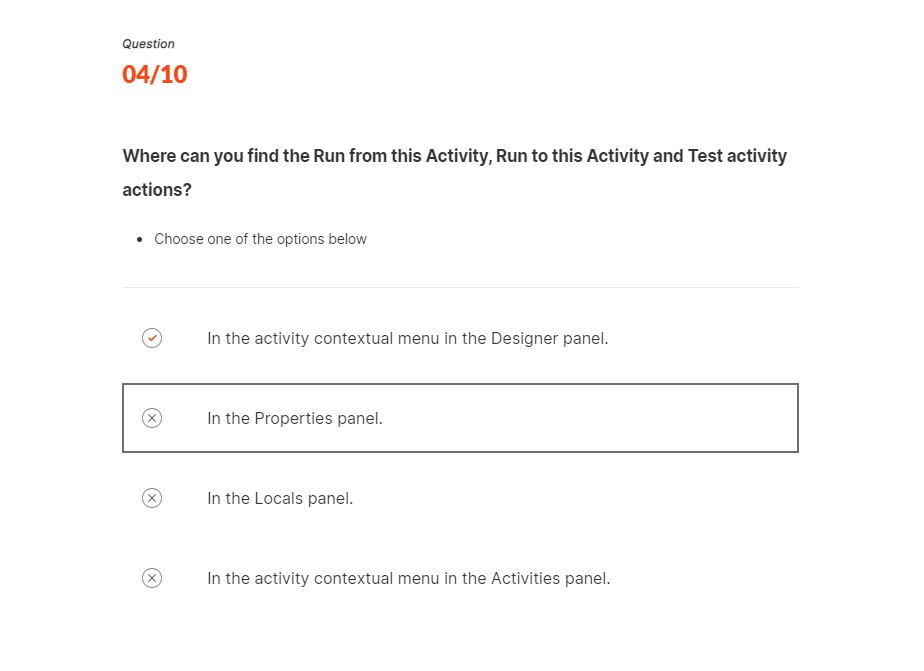 Question
04/10
Where can you find the Run from this Activity, Run to this Activity and Test activity
actions?
• Choose one of the options below
In the activity contextual menu in the Designer panel.
In the Properties panel.
In the Locals panel.
In the activity contextual menu in the Activities panel.